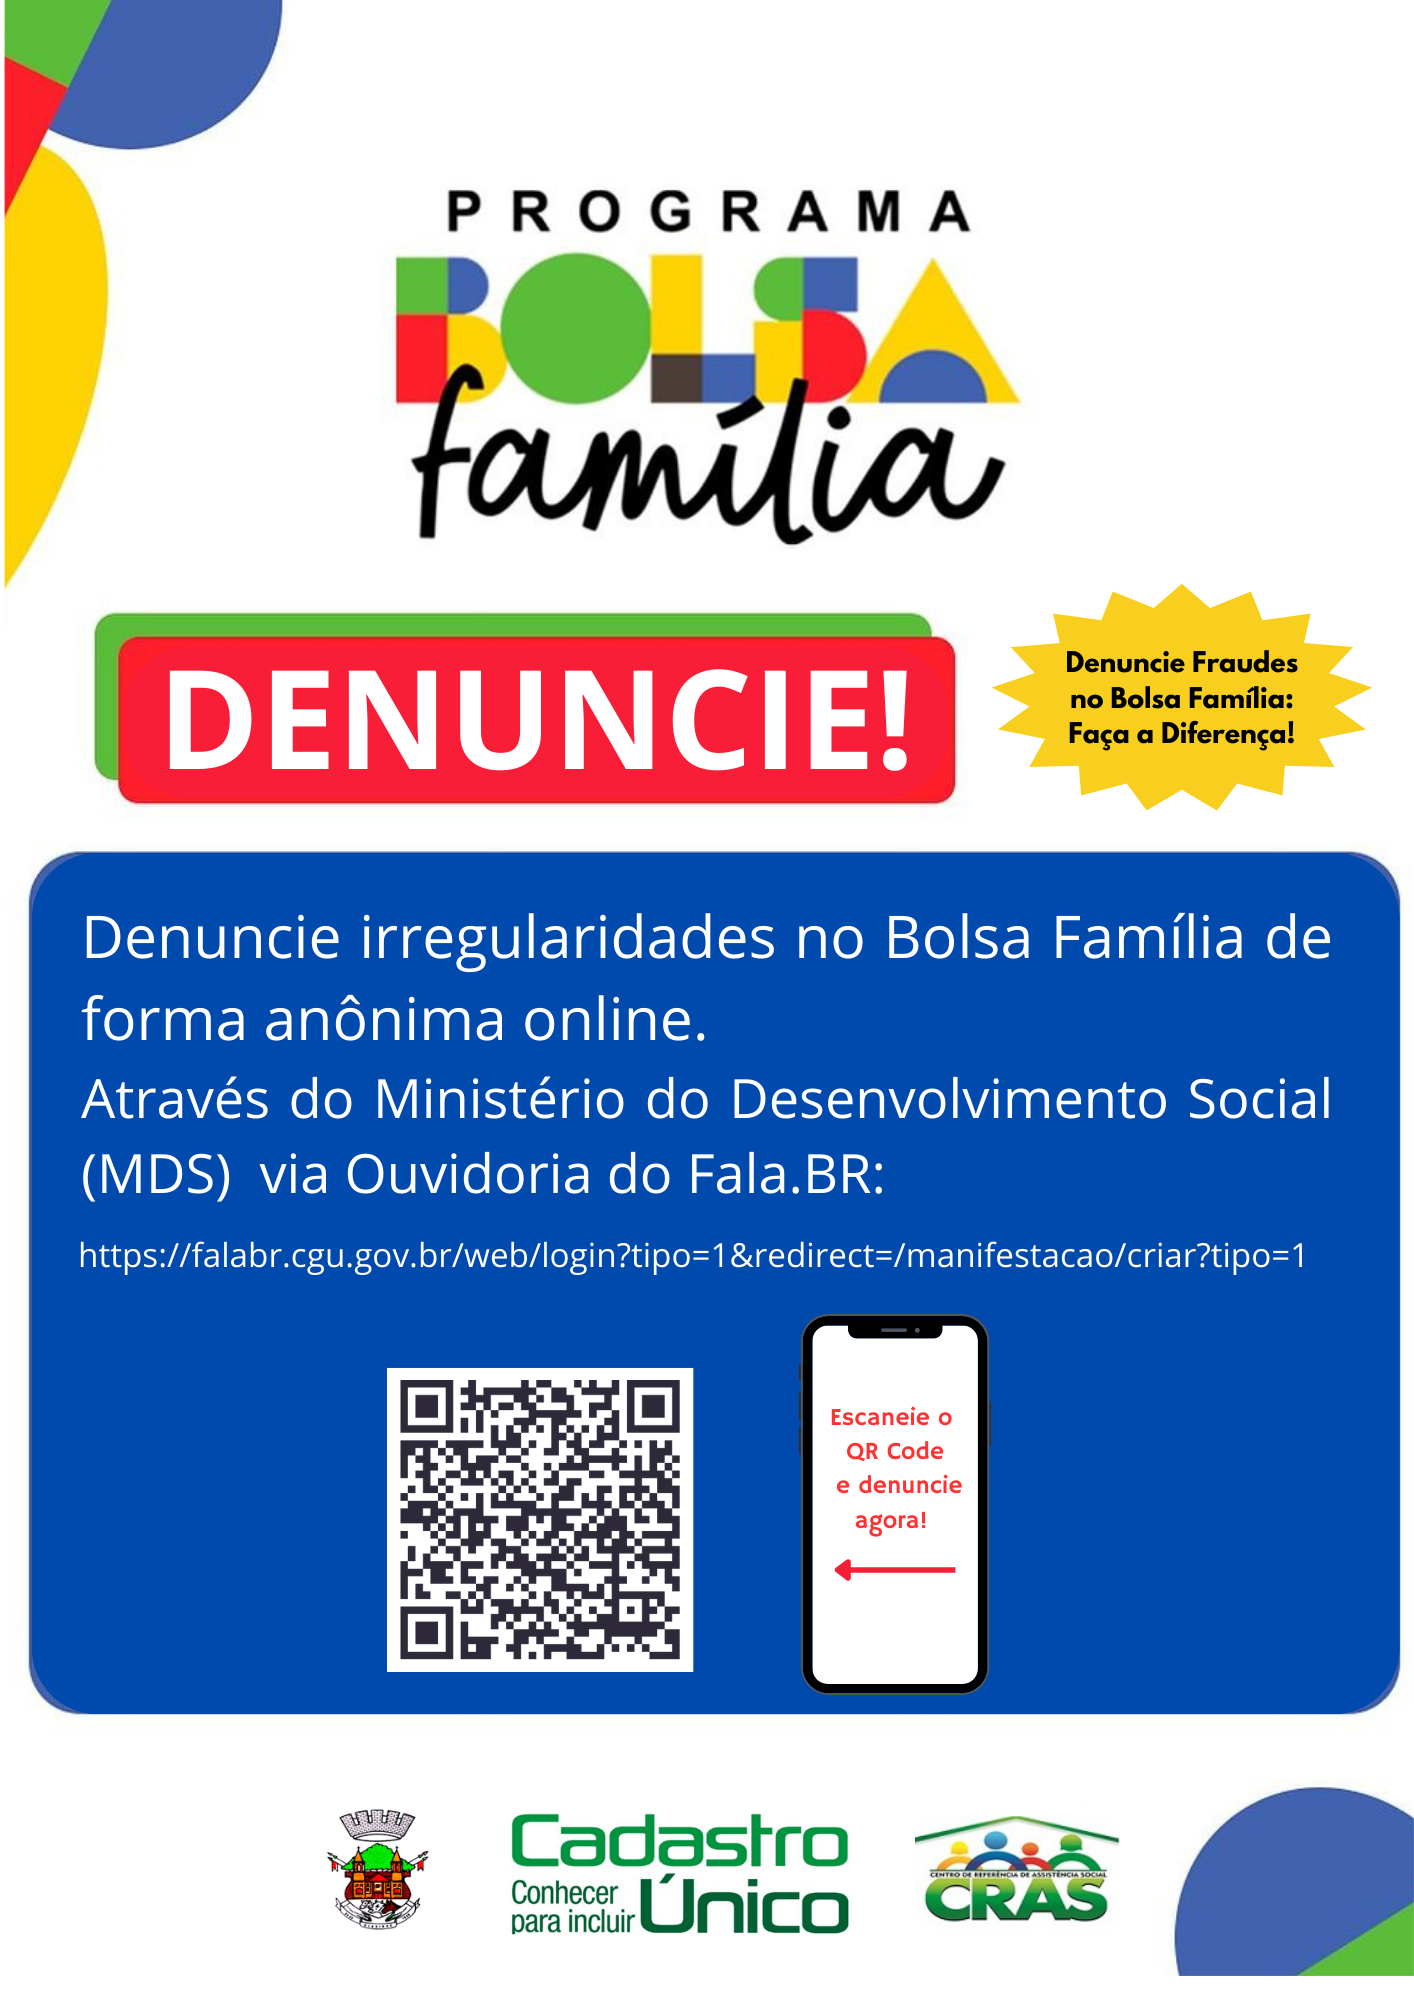 PROGRAMA
BOLSA
família
DENUNCIE!
Denuncie Fraudes
no Bolsa Família:
Faça a Diferença!
Denuncie irregularidades no Bolsa Família de
forma anônima online.
Através do Ministério do Desenvolvimento Social
(MDS) via Ouvidoria do Fala.BR:
https://falabr.cgu.gov.br/web/login?tipo=1&redirect=/manifestacao/criar?tipo=1
Escaneie o
QR Code
e denuncie
agora!
Cadastro
Conhecer
para incluir Único
CENTRO DE REFERÊNCIA DE ASSISTÊNCIA SOCIAL
CRAS